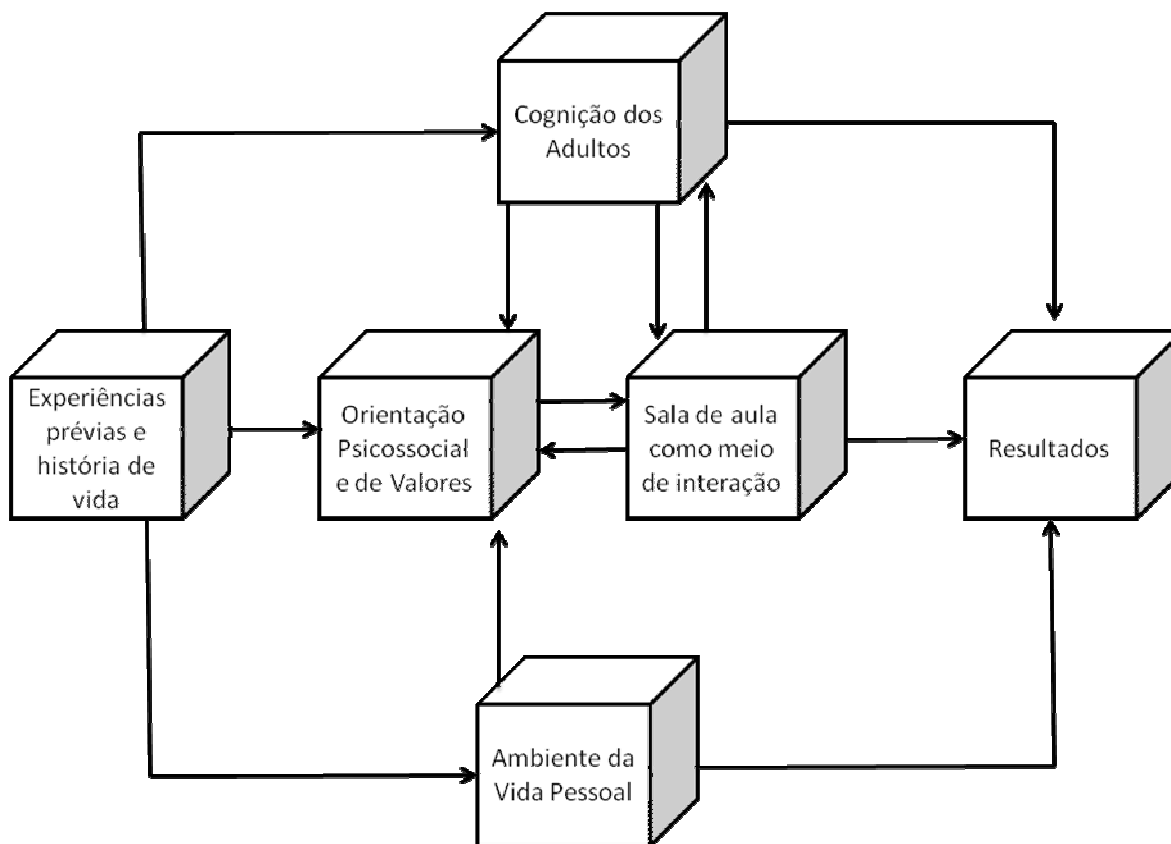 Cognição dos
Adultos
Experiências
prévias e
história de
vida
Orientação
Psicossocial
e de Valores
Sala de aula
como meio
de interação
Resultados
Ambiente da
Vida Pessoal